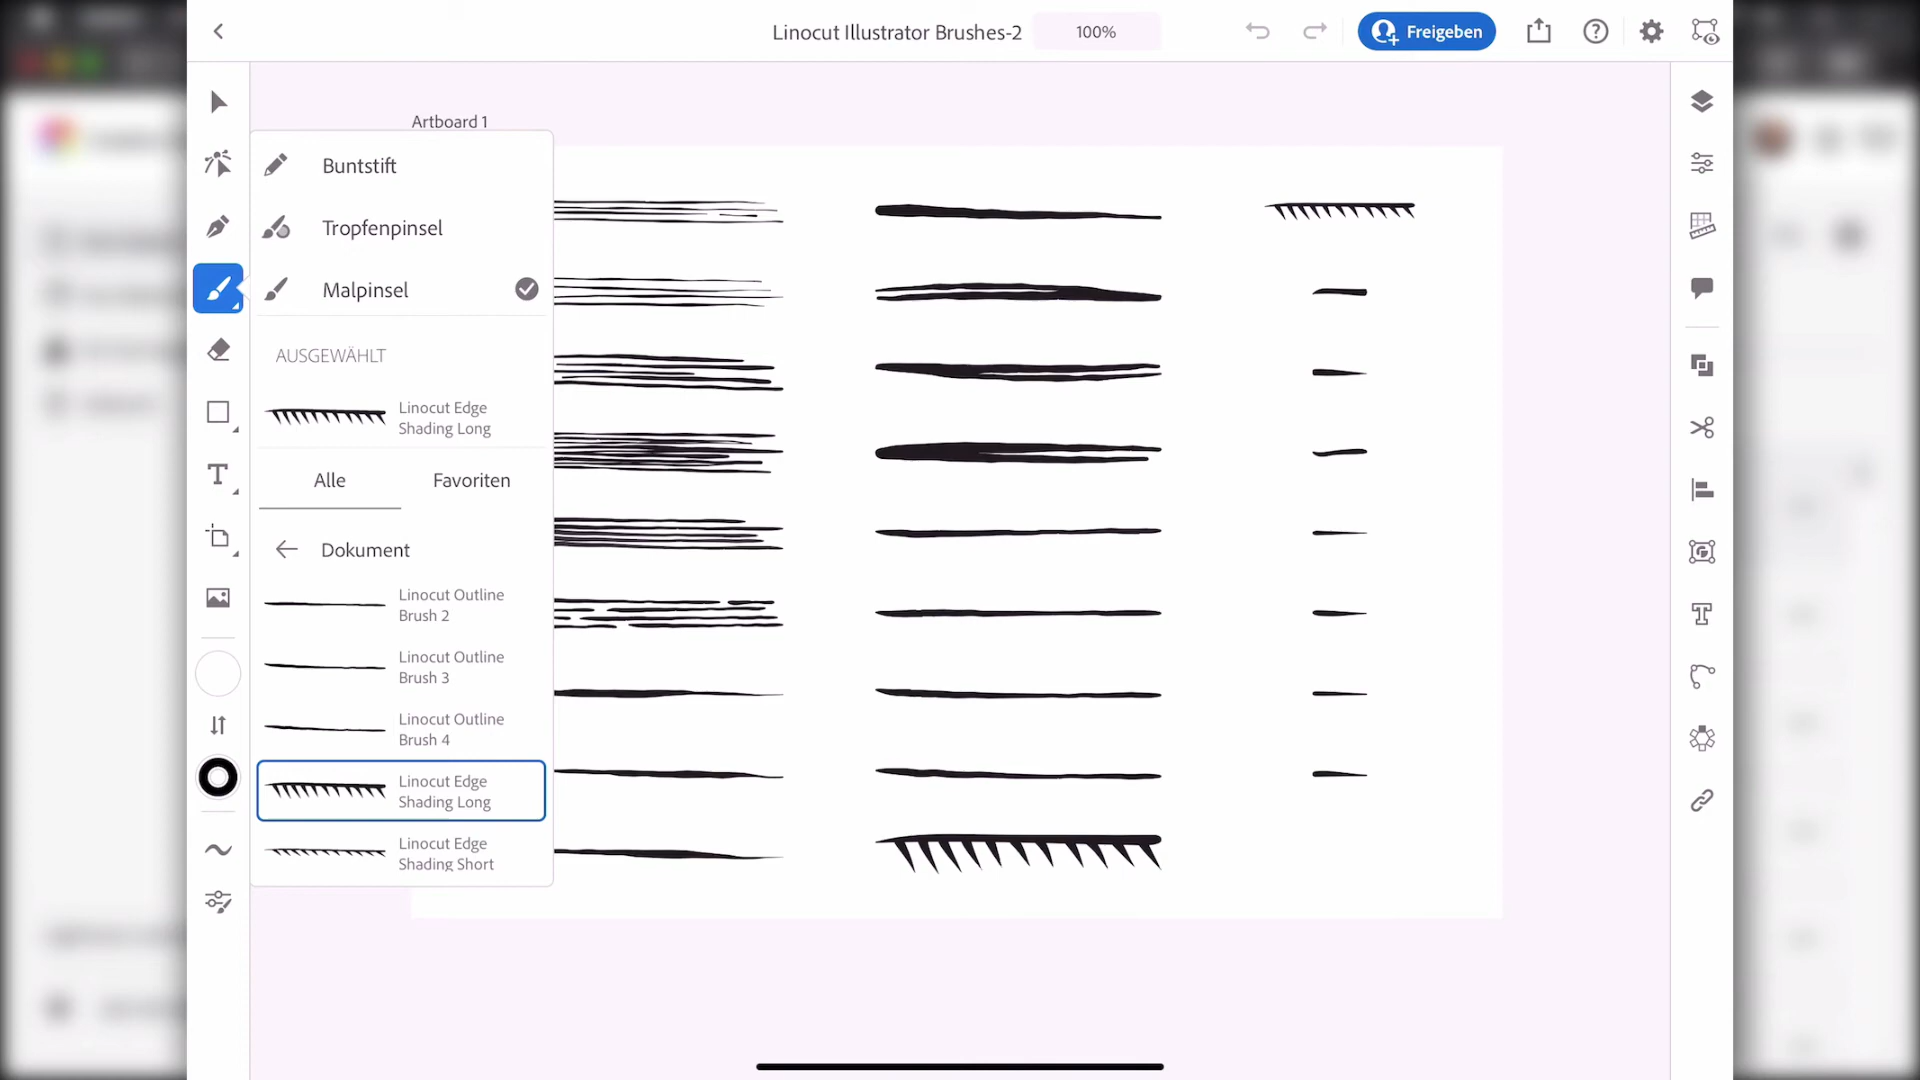 Linocut Illustrator Brushes-2
100%
Freigeben
Artboard 1
Buntstift
Tropfenpinsel
Malpinsel
AUSGEWÄHLT
Linocut Edge
Shading Long
Alle
Favoriten
Dokument
Linocut Outline
Brush 2
Linocut Outline
Brush 3
Linocut Outline
Brush 4
Linocut Edge
Shading Long
Linocut Edge
Shading Short